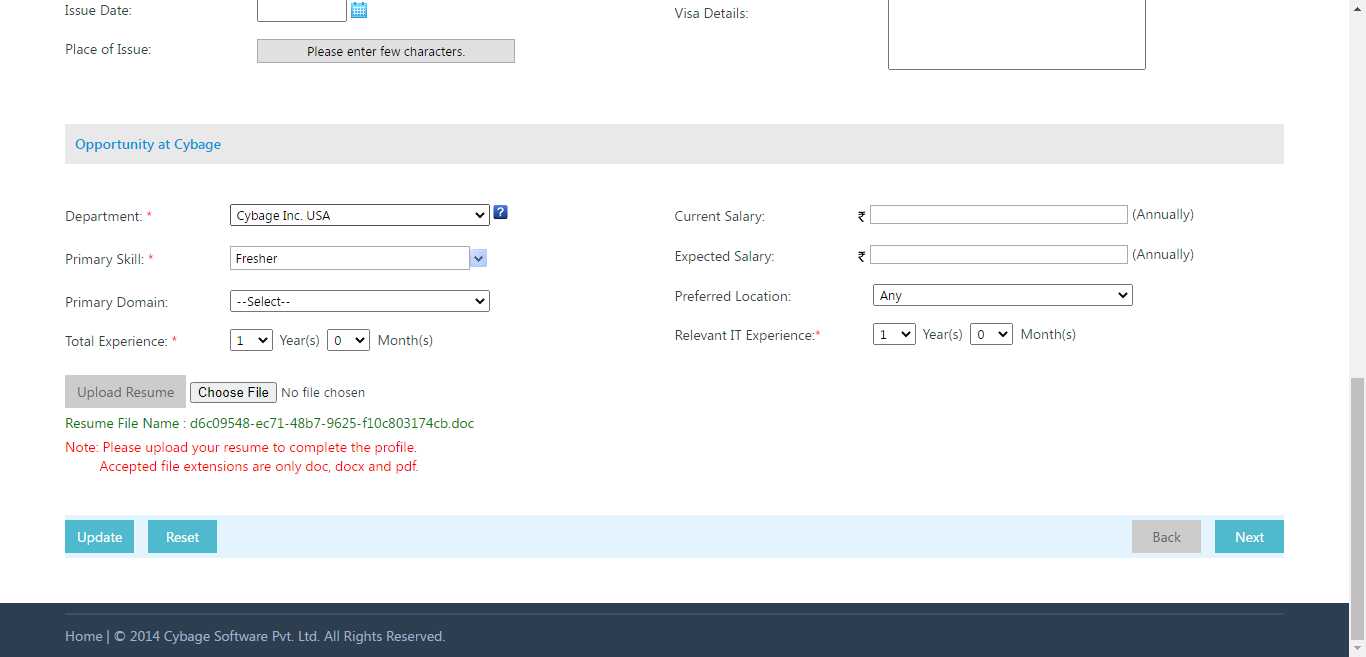 Issue Date:
Visa Details:
Place of Issue:
Please enter few characters.
Opportunity at Cybage
Department: *
Cybage Inc. USA
?
Primary Skill: *
Fresher
Primary Domain:
--Select--
Total Experience: *
1 Year(s) 0 Month(s)
Current Salary:
₹ (Annually)
Expected Salary:
₹ (Annually)
Preferred Location:
Any
Relevant IT Experience:*
1 Year(s) 0 Month(s)
Upload Resume Choose File No file chosen
Resume File Name : d6c09548-ec71-48b7-9625-f10c803174cb.doc
Note: Please upload your resume to complete the profile.
Accepted file extensions are only doc, docx and pdf.
Update Reset Back Next
Home | © 2014 Cybage Software Pvt. Ltd. All Rights Reserved.